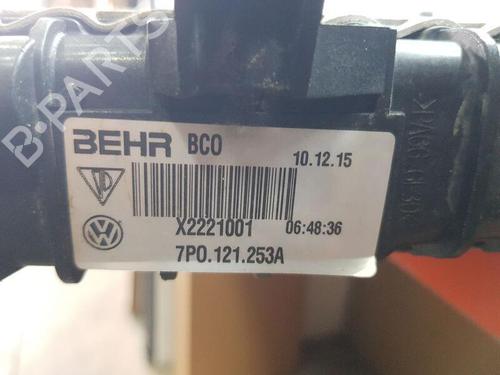 B-PARTS
BEHR BCO 10.12.15
X2221001 06:48:36
7P0.121.253A